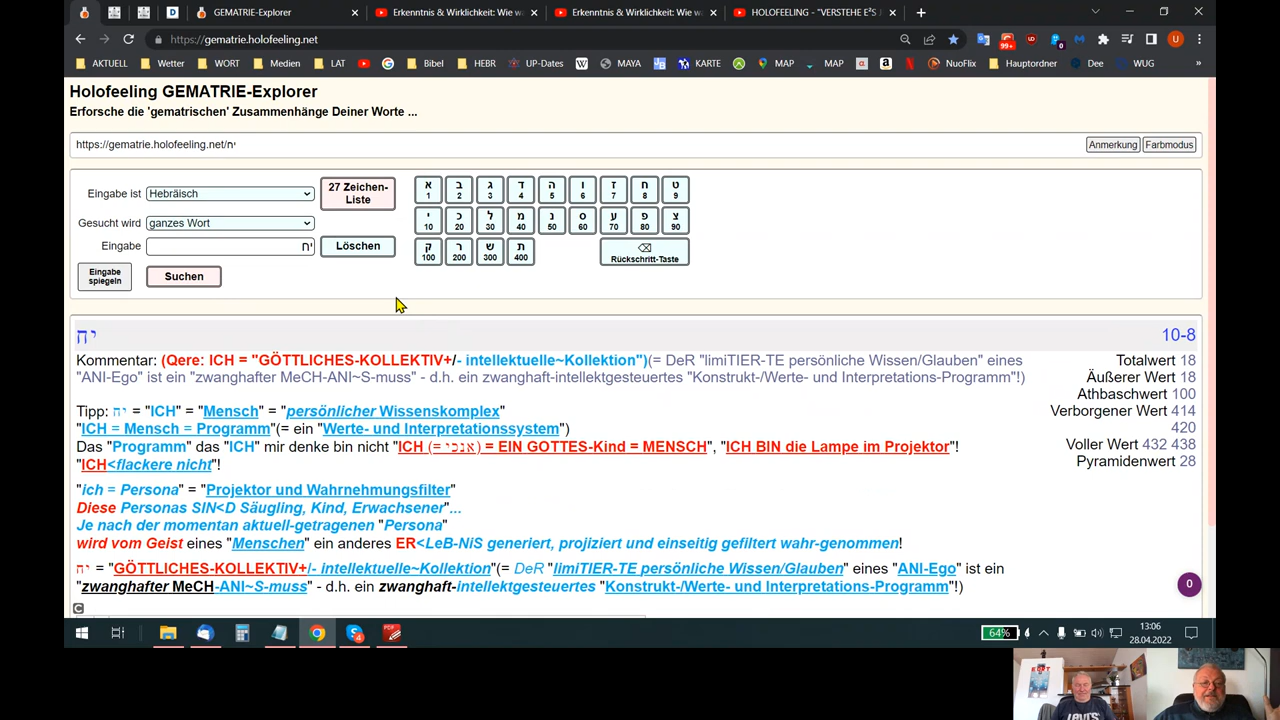 GEMATRIE-Explorer
Erkenntnis & Wirklichkeit: Wie w
Erkenntnis & Wirklichkeit: Wie w
HOLOFEELING - "VERSTEHE E²S J
https://gematrie.holofeeling.net
99+
0
U
AKTUELL Wetter WORT Medien LAT Bibel HEBR UP-Dates MAYA KARTE MAP MAP NuoFlix Hauptordner Dee WUG »
Holofeeling GEMATRIE-Explorer
Erforsche die 'gematrischen' Zusammenhänge Deiner Worte ...
https://gematrie.holofeeling.net/יח
Anmerkung Farbmodus
Eingabe ist Hebräisch
27 Zeichen-Liste
Gesucht wird ganzes Wort
Eingabe יח Löschen
Eingabe spiegeln Suchen
א ב ג ד ה ו ז ח ט
1 2 3 4 5 6 7 8 9
י כ ל מ נ ס ע פ צ
10 20 30 40 50 60 70 80 90
ק ר ש ת ⌫
100 200 300 400 Rückschritt-Taste
יח 10-8
Kommentar: (Qere: ICH = "GÖTTLICHES-KOLLEKTIV+/- intellektuelle~Kollektion")(= DeR "limiTIER-TE persönliche Wissen/Glauben" eines
"ANI-Ego" ist ein "zwanghafter MeCH-ANI~S-muss" - d.h. ein zwanghaft-intellektgesteuertes "Konstrukt-/Werte- und Interpretations-Programm"!)
Tipp: יח = "ICH" = "Mensch" = "persönlicher Wissenskomplex"
"ICH = Mensch = Programm"(= ein "Werte- und Interpretationssystem")
Das "Programm" das "ICH" mir denke bin nicht "ICH (= אנכי) = EIN GOTTES-Kind = MENSCH", "ICH BIN die Lampe im Projektor"!
"ICH<flackere nicht"!
"ich = Persona" = "Projektor und Wahrnehmungsfilter"
Diese Personas SIN<D Säugling, Kind, Erwachsener"...
Je nach der momentan aktuell-getragenen "Persona"
wird vom Geist eines "Menschen" ein anderes ER<LeB-NiS generiert, projiziert und einseitig gefiltert wahr-genommen!
יח = "GÖTTLICHES-KOLLEKTIV+/- intellektuelle~Kollektion"(= DeR "limiTIER-TE persönliche Wissen/Glauben" eines "ANI-Ego" ist ein
"zwanghafter MeCH-ANI~S-muss" - d.h. ein zwanghaft-intellektgesteuertes "Konstrukt-/Werte- und Interpretations-Programm"!)
Totalwert 18
Äußerer Wert 18
Athbaschwert 100
Verborgener Wert 414
420
Voller Wert 432 438
Pyramidenwert 28
0
64%
13:06
28.04.2022